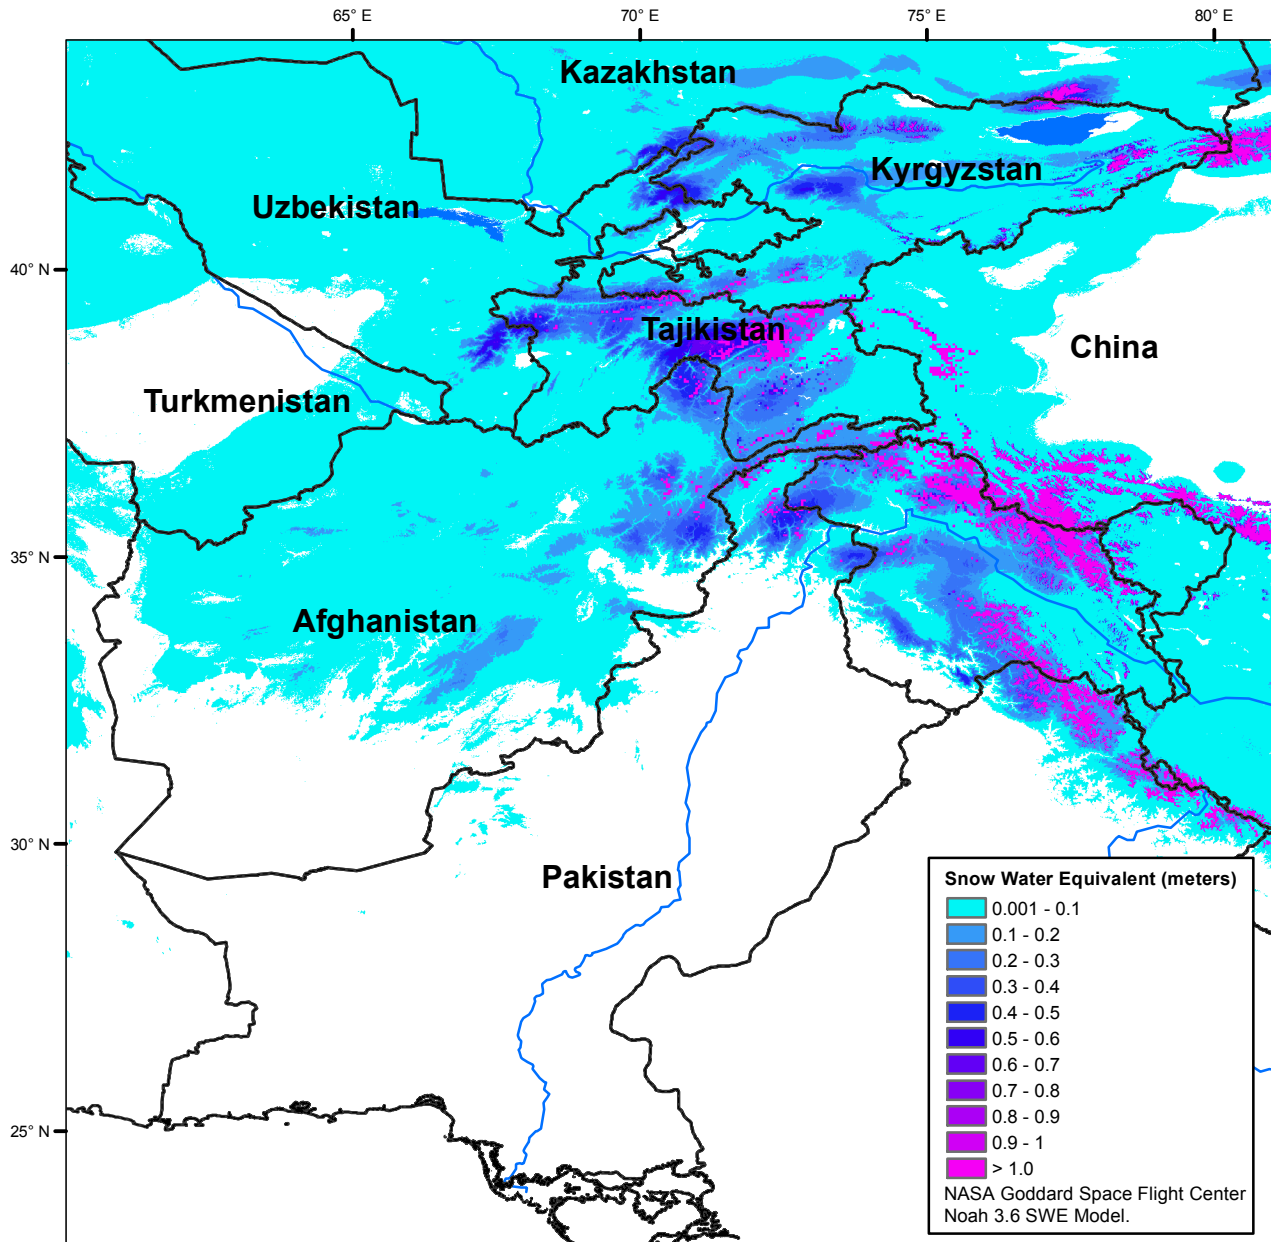 65° E
70° E
75° E
80° E
Kazakhstan
Kyrgyzstan
Uzbekistan
40° N
Tajikistan
China
Turkmenistan
35° N
Afghanistan
30° N
Pakistan
25° N
Snow Water Equivalent (meters)
0.001 - 0.1
0.1 - 0.2
0.2 - 0.3
0.3 - 0.4
0.4 - 0.5
0.5 - 0.6
0.6 - 0.7
0.7 - 0.8
0.8 - 0.9
0.9 - 1
> 1.0
NASA Goddard Space Flight Center
Noah 3.6 SWE Model.